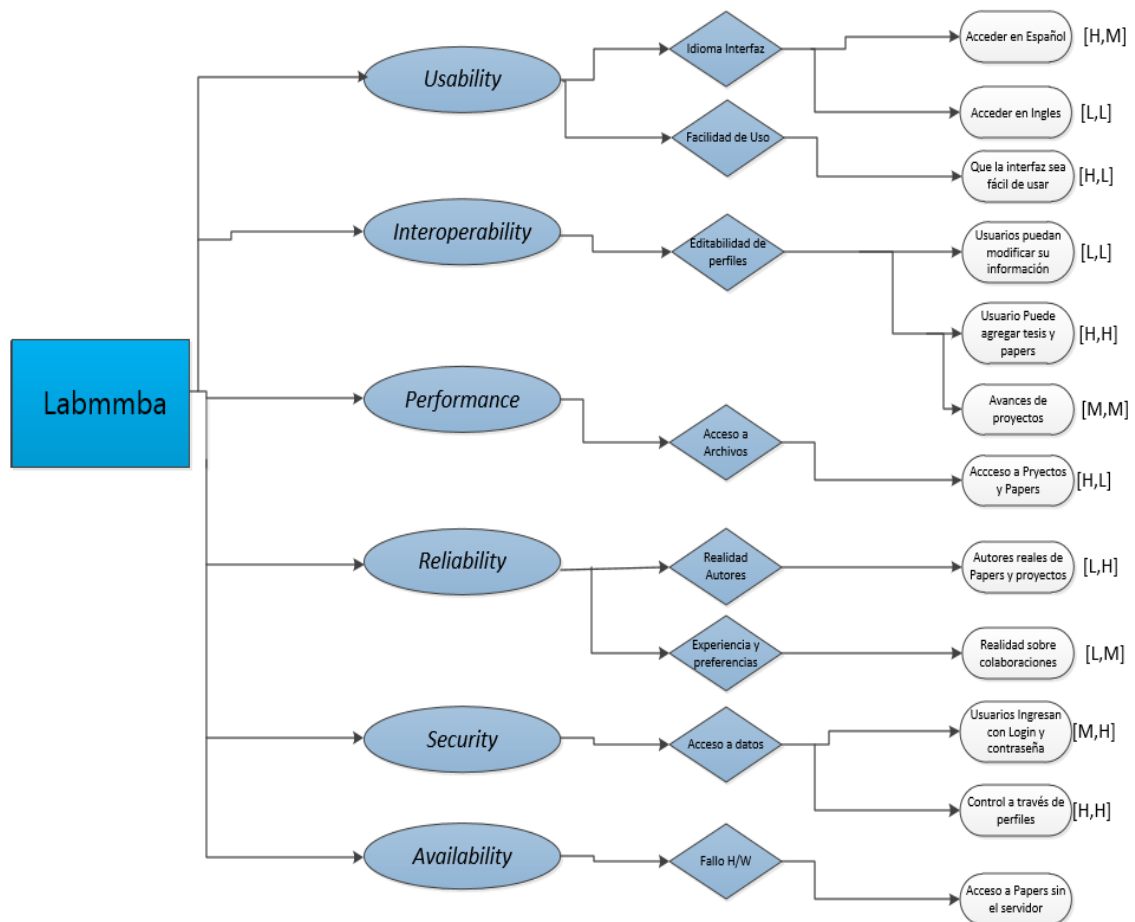 Labmmba
Usability
Idioma Interfaz
Acceder en Español
[H,M]
Acceder en Ingles
[L,L]
Facilidad de Uso
Que la interfaz sea
fácil de usar
[H,L]
Interoperability
Editabilidad de
perfiles
Usuarios puedan
modificar su
información
[L,L]
Usuario Puede
agregar tesis y
papers
[H,H]
Avances de
proyectos
[M,M]
Performance
Acceso a
Archivos
Accceso a Pryectos
y Papers
[H,L]
Reliability
Realidad
Autores
Autores reales de
Papers y proyectos
[L,H]
Experiencia y
preferencias
Realidad sobre
colaboraciones
[L,M]
Security
Acceso a datos
Usuarios Ingresan
con Login y
contraseña
[M,H]
Control a través de
perfiles
[H,H]
Availability
Fallo H/W
Acceso a Papers sin
el servidor